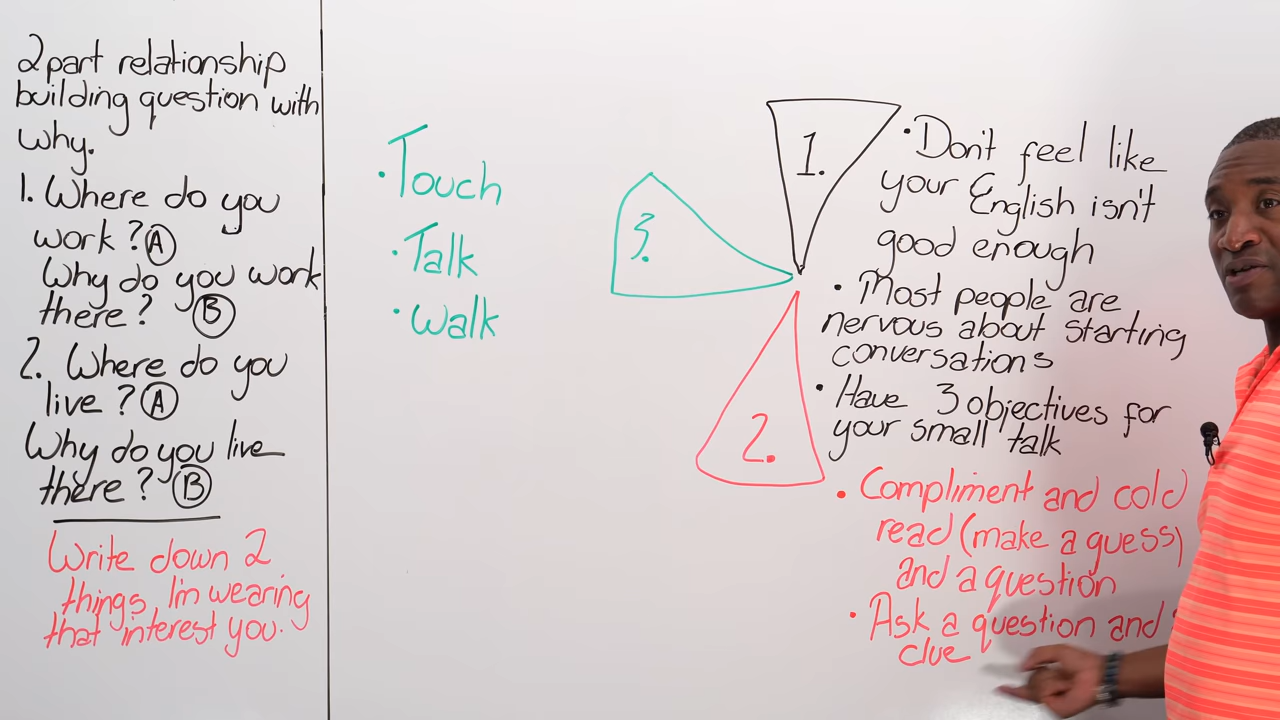 2 part relationship
building question with
why.
1. Where do you
work? A
Why do you work
there? B
2. Where do you
live? A
Why do you live
there? B
Write down 2
things I'm wearing
that interest you.
• Touch
• Talk
• Walk
1.
3.
2.
• Don't feel like
your English isn't
good enough
• Most people are
nervous about starting
conversations
• Have 3 objectives for
your small talk
• Compliment and cold
read (make a guess)
and a question
• Ask a question and
clue